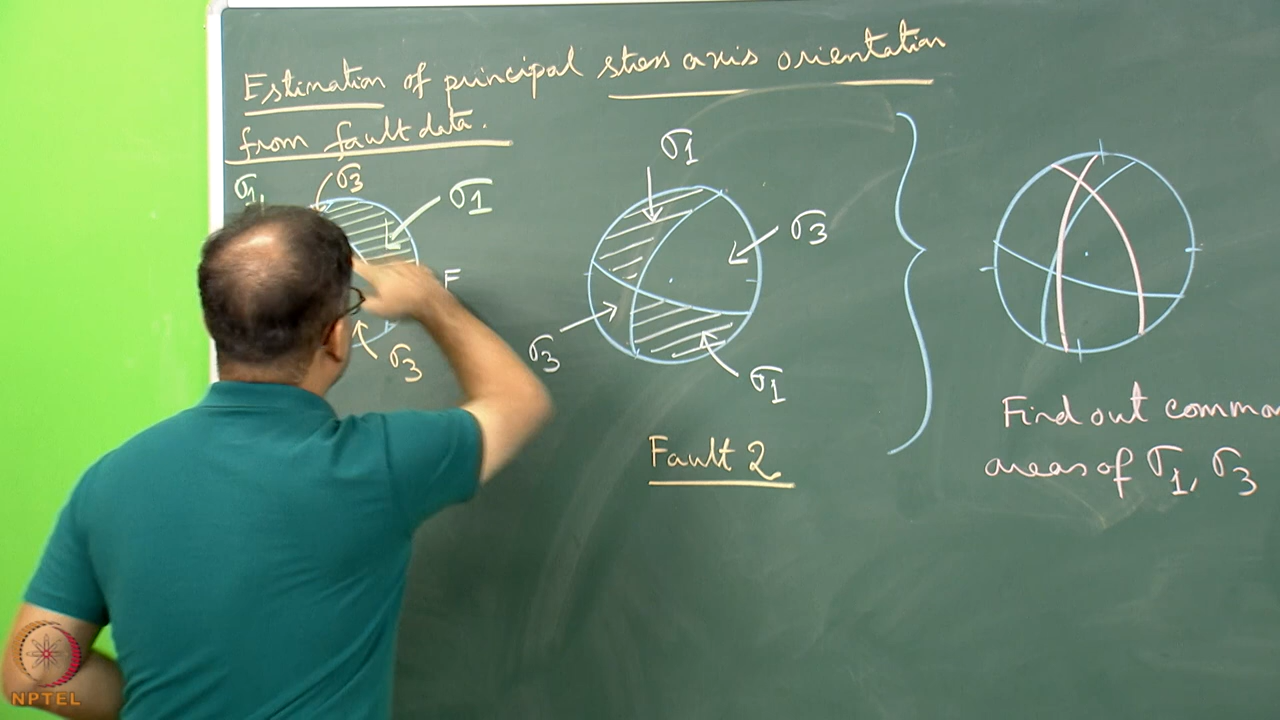 Estimation of principal stress axis orientation
from fault data.
σ1, σ3 σ1
σ3
F
σ1
σ3
σ3
σ1
Fault 2
Find out common
areas of σ1, σ3
NPTEL